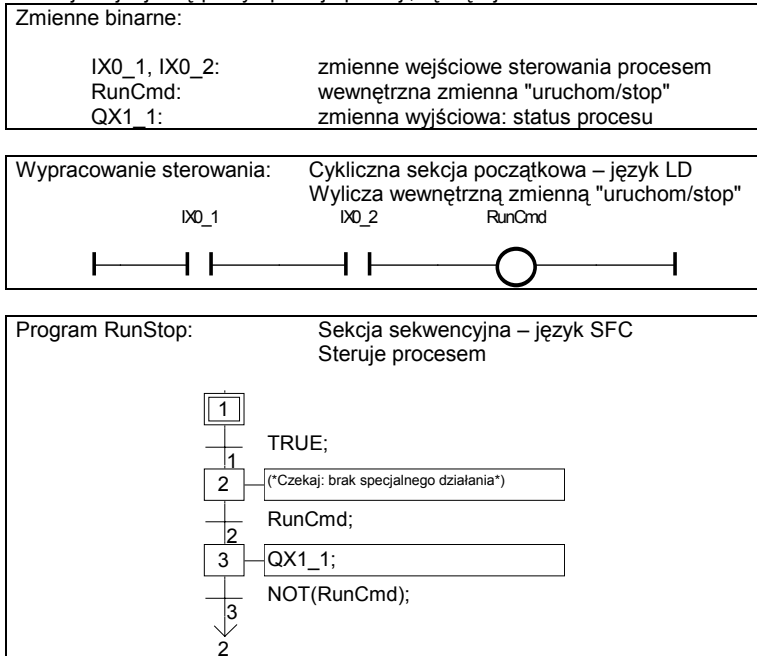 Zmienne binarne:
IX0_1, IX0_2: zmienne wejściowe sterowania procesem
RunCmd: wewnętrzna zmienna "uruchom/stop"
QX1_1: zmienna wyjściowa: status procesu
Wypracowanie sterowania: Cykliczna sekcja początkowa – język LD
Wylicza wewnętrzną zmienną "uruchom/stop"
IX0_1 IX0_2 RunCmd
Program RunStop: Sekcja sekwencyjna – język SFC
Steruje procesem
1
TRUE;
1
2 (*Czekaj: brak specjalnego działania*)
RunCmd;
2
3 QX1_1;
NOT(RunCmd);
3
2